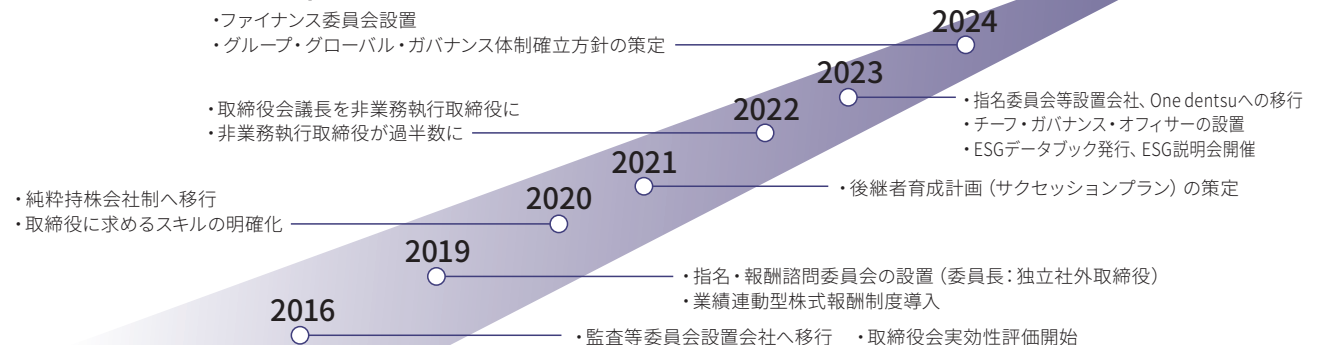 ・ファイナンス委員会設置
・グループ・グローバル・ガバナンス体制確立方針の策定
2024
2023
・指名委員会等設置会社、One dentsuへの移行
・チーフ・ガバナンス・オフィサーの設置
・ESGデータブック発行、ESG説明会開催
・取締役会議長を非業務執行取締役に
・非業務執行取締役が過半数に
2022
2021
・後継者育成計画（サクセッションプラン）の策定
・純粋持株会社制へ移行
・取締役に求めるスキルの明確化
2020
2019
・指名・報酬諮問委員会の設置（委員長：独立社外取締役）
・業績連動型株式報酬制度導入
2016
・監査等委員会設置会社へ移行　・取締役会実効性評価開始